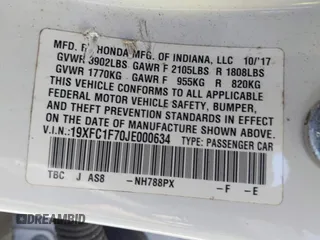 MFD. BY HONDA MFG. OF INDIANA, LLC 10/'17
GVWR 3902LBS GAWR F 2105LBS R 1808LBS
GVWR 1770KG GAWR F 955KG R 820KG
THIS VEHICLE CONFORMS TO ALL APPLICABLE
FEDERAL MOTOR VEHICLE SAFETY, BUMPER,
AND THEFT PREVENTION STANDARDS IN EFFECT
ON THE DATE OF MANUFACTURE SHOWN ABOVE.
V.I.N.:19XFC1F70JE000634 TYPE: PASSENGER CAR
TBC J AS8 -NH788PX -F -E
DREAMBID